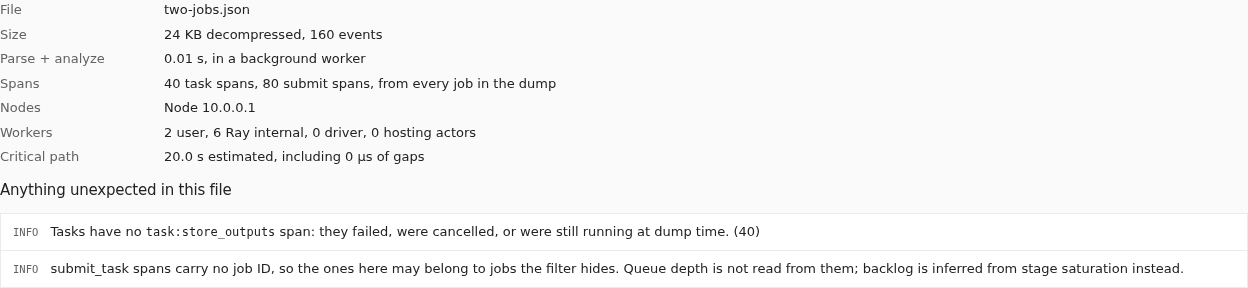 File two-jobs.json
Size 24 KB decompressed, 160 events
Parse + analyze 0.01 s, in a background worker
Spans 40 task spans, 80 submit spans, from every job in the dump
Nodes Node 10.0.0.1
Workers 2 user, 6 Ray internal, 0 driver, 0 hosting actors
Critical path 20.0 s estimated, including 0 µs of gaps
Anything unexpected in this file
INFO Tasks have no task:store_outputs span: they failed, were cancelled, or were still running at dump time. (40)
INFO submit_task spans carry no job ID, so the ones here may belong to jobs the filter hides. Queue depth is not read from them; backlog is inferred from stage saturation instead.